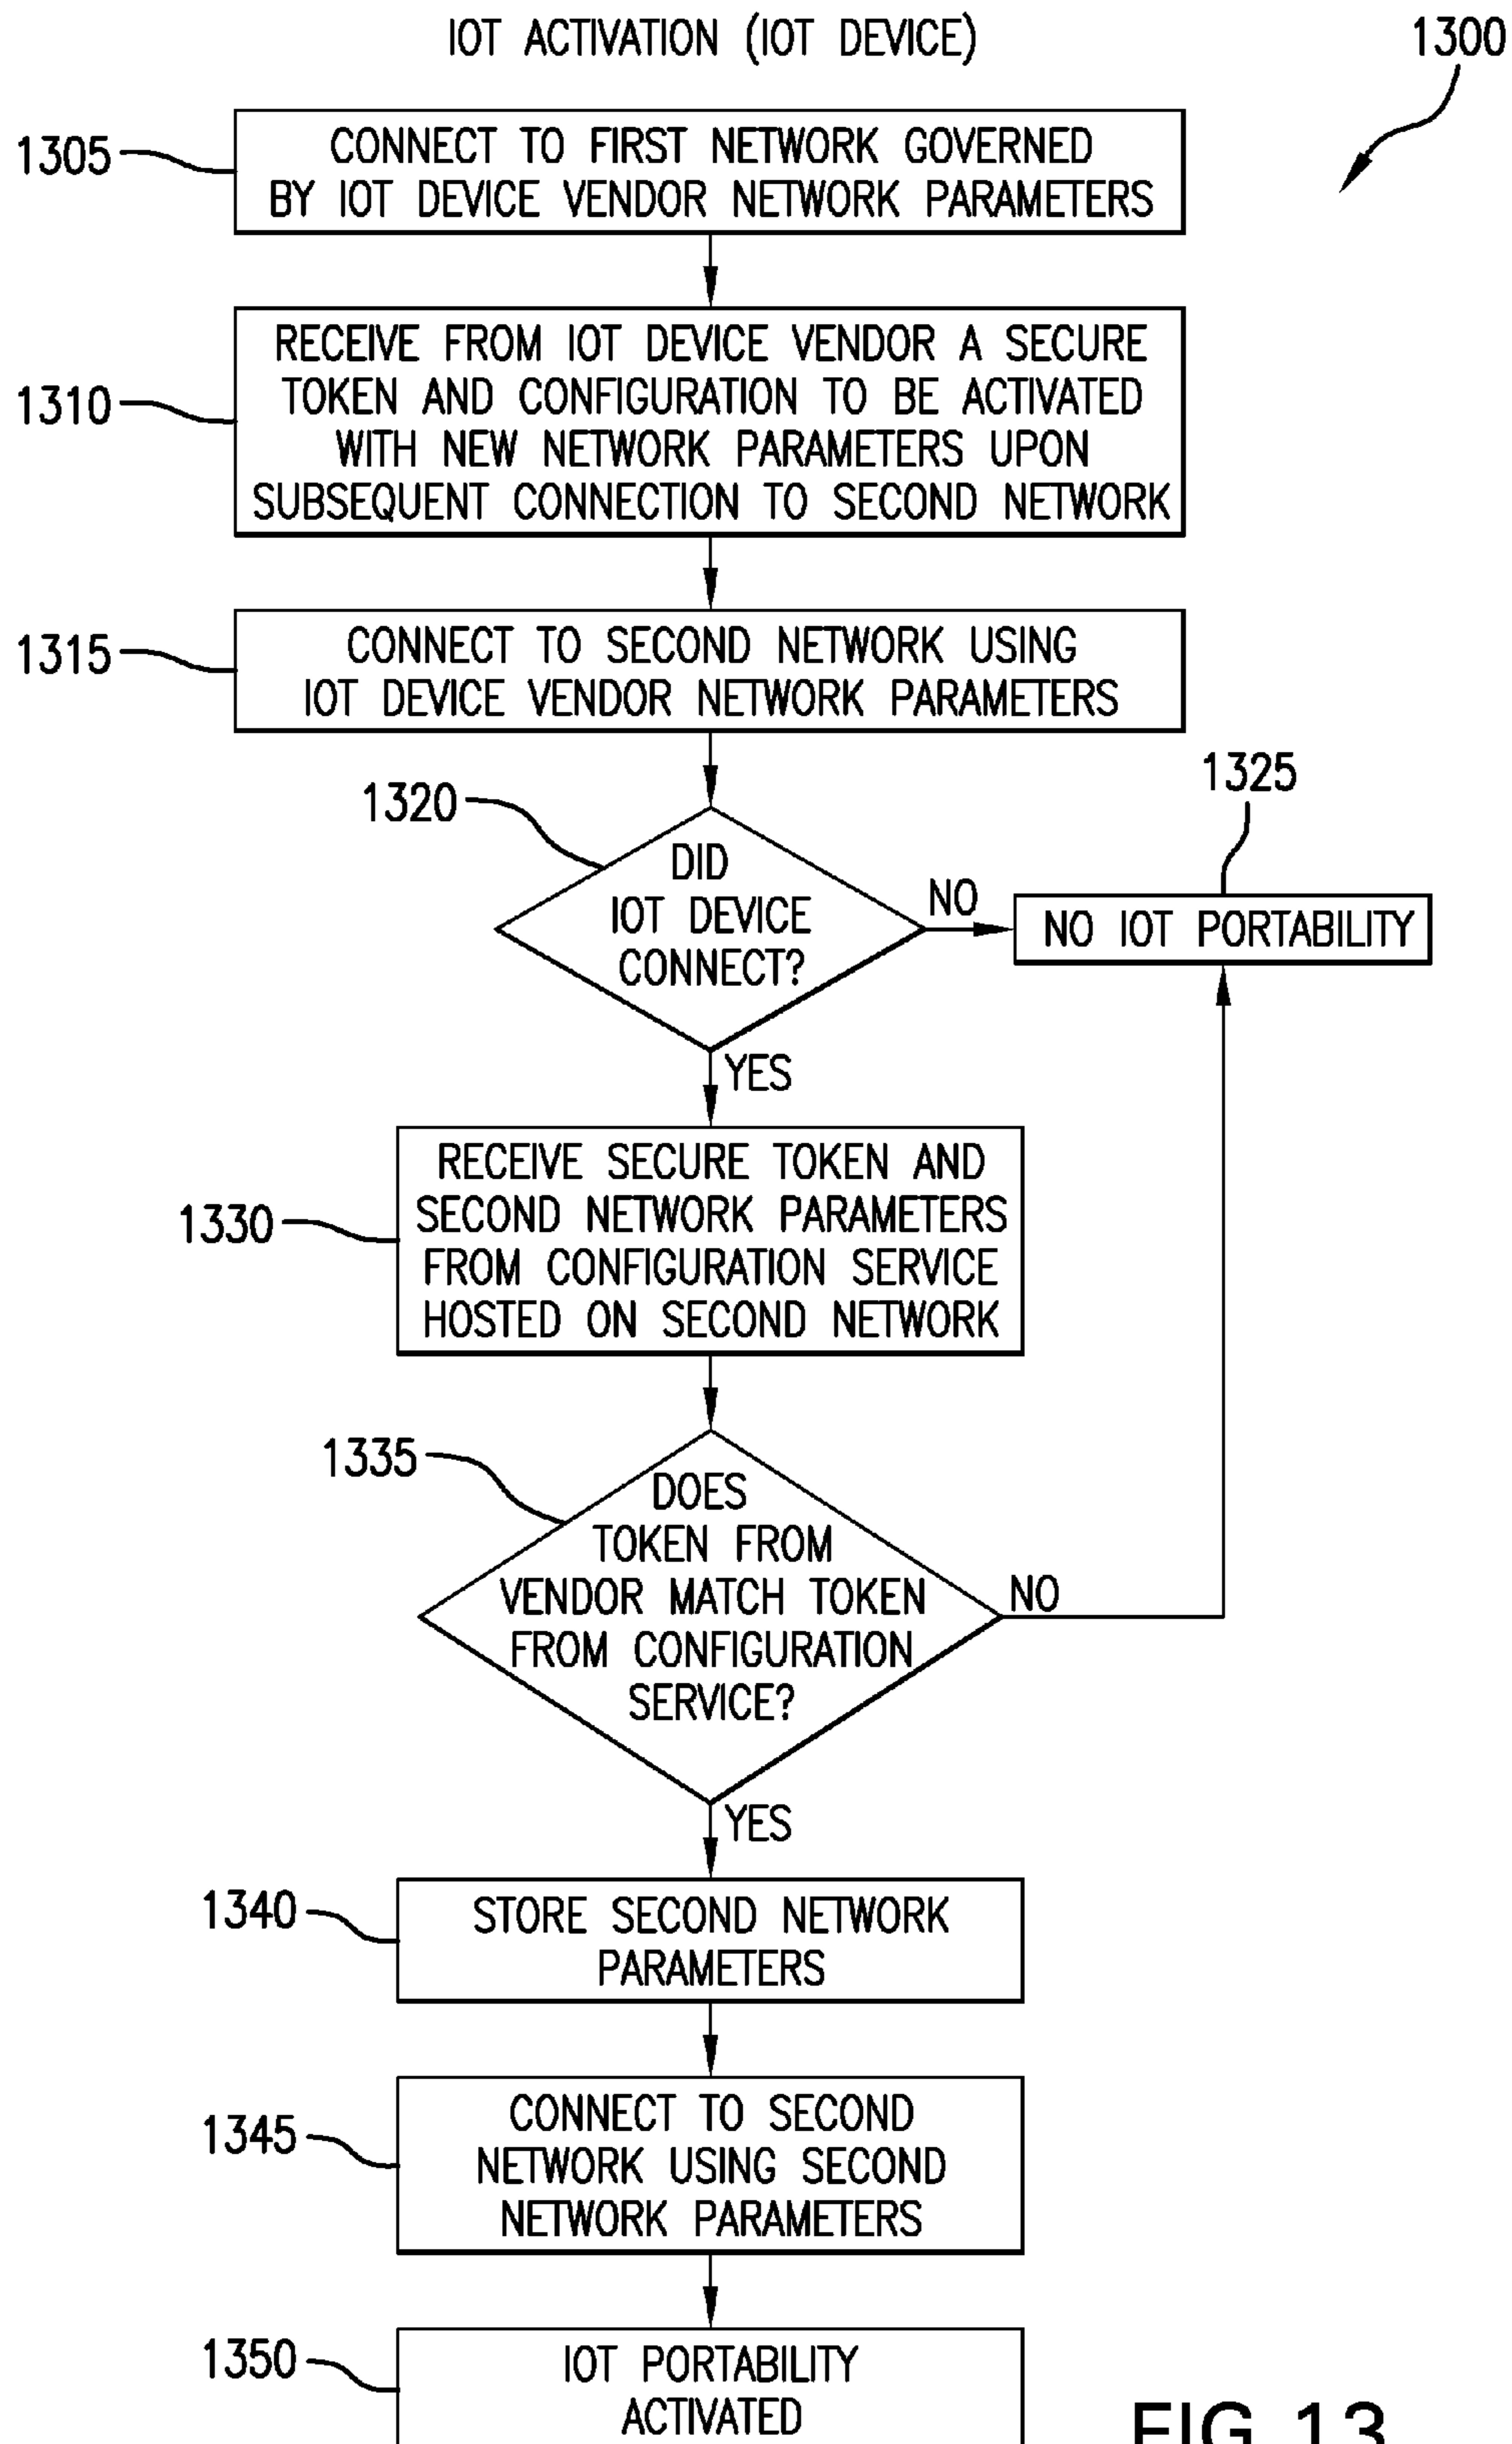 IOT ACTIVATION (IOT DEVICE)
1300
1305
CONNECT TO FIRST NETWORK GOVERNED
BY IOT DEVICE VENDOR NETWORK PARAMETERS
1310
RECEIVE FROM IOT DEVICE VENDOR A SECURE
TOKEN AND CONFIGURATION TO BE ACTIVATED
WITH NEW NETWORK PARAMETERS UPON
SUBSEQUENT CONNECTION TO SECOND NETWORK
1315
CONNECT TO SECOND NETWORK USING
IOT DEVICE VENDOR NETWORK PARAMETERS
1320
DID
IOT DEVICE
CONNECT?
NO
1325
NO IOT PORTABILITY
YES
1330
RECEIVE SECURE TOKEN AND
SECOND NETWORK PARAMETERS
FROM CONFIGURATION SERVICE
HOSTED ON SECOND NETWORK
1335
DOES
TOKEN FROM
VENDOR MATCH TOKEN
FROM CONFIGURATION
SERVICE?
NO
YES
1340
STORE SECOND NETWORK
PARAMETERS
1345
CONNECT TO SECOND
NETWORK USING SECOND
NETWORK PARAMETERS
1350
IOT PORTABILITY
ACTIVATED
FIG. 13